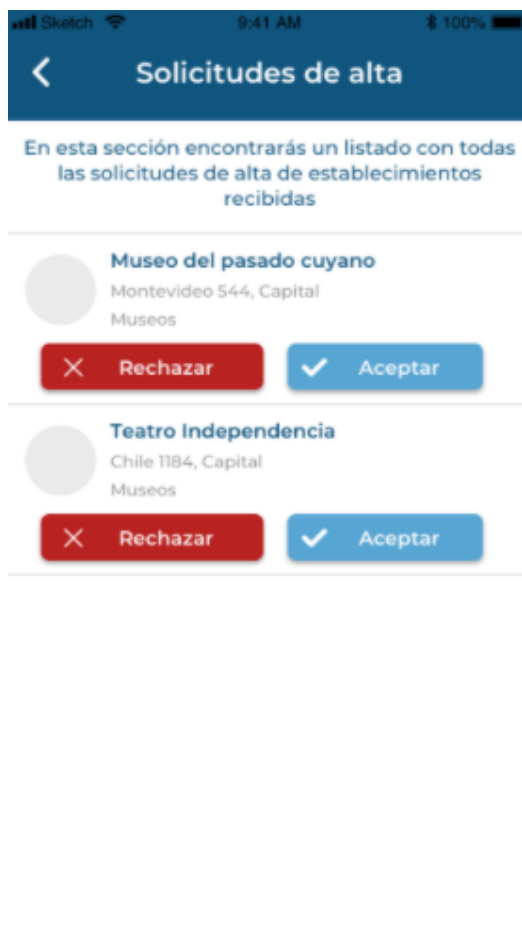 Sketch 9:41 AM 100%
Solicitudes de alta
En esta sección encontrarás un listado con todas
las solicitudes de alta de establecimientos
recibidas
Museo del pasado cuyano
Montevideo 544, Capital
Museos
Rechazar Aceptar
Teatro Independencia
Chile 1184, Capital
Museos
Rechazar Aceptar